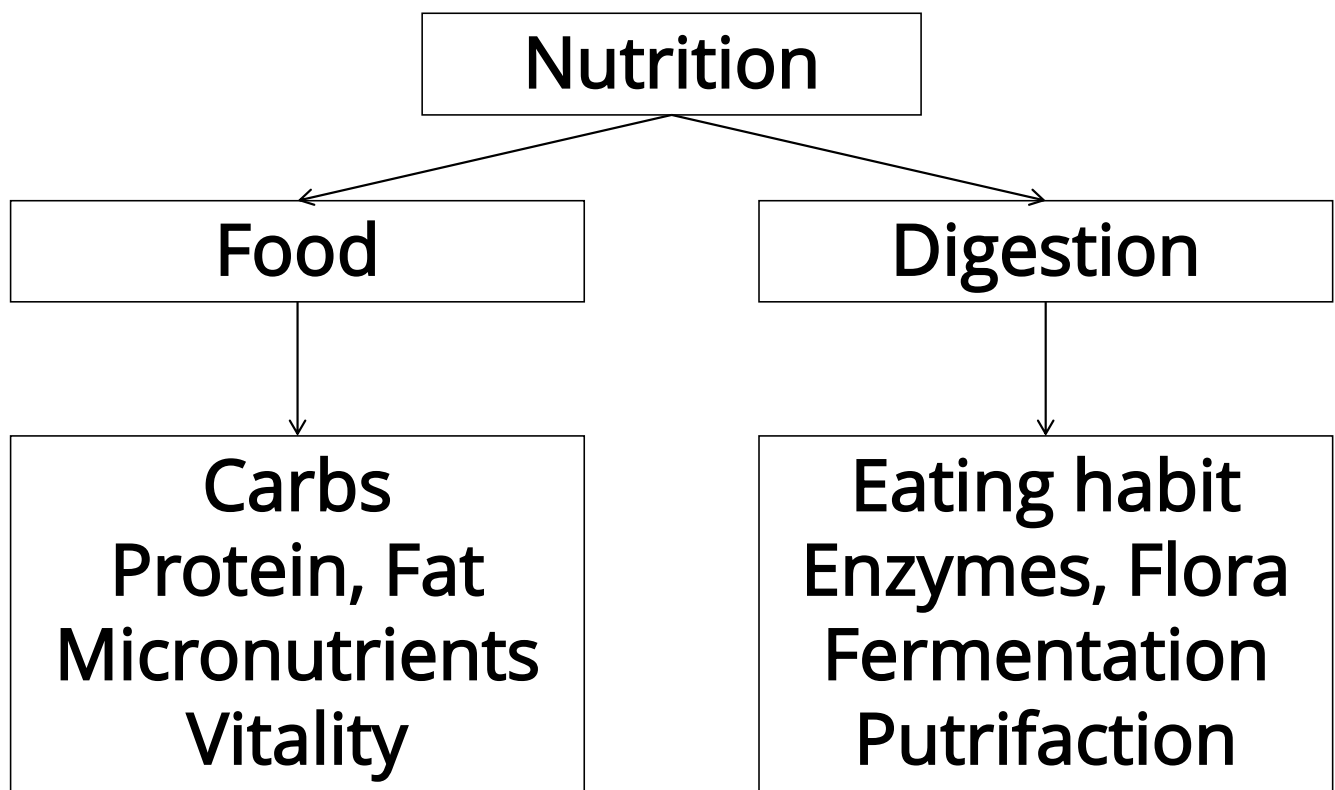 Nutrition
Food
Digestion
Carbs
Protein, Fat
Micronutrients
Vitality
Eating habit
Enzymes, Flora
Fermentation
Putrifaction